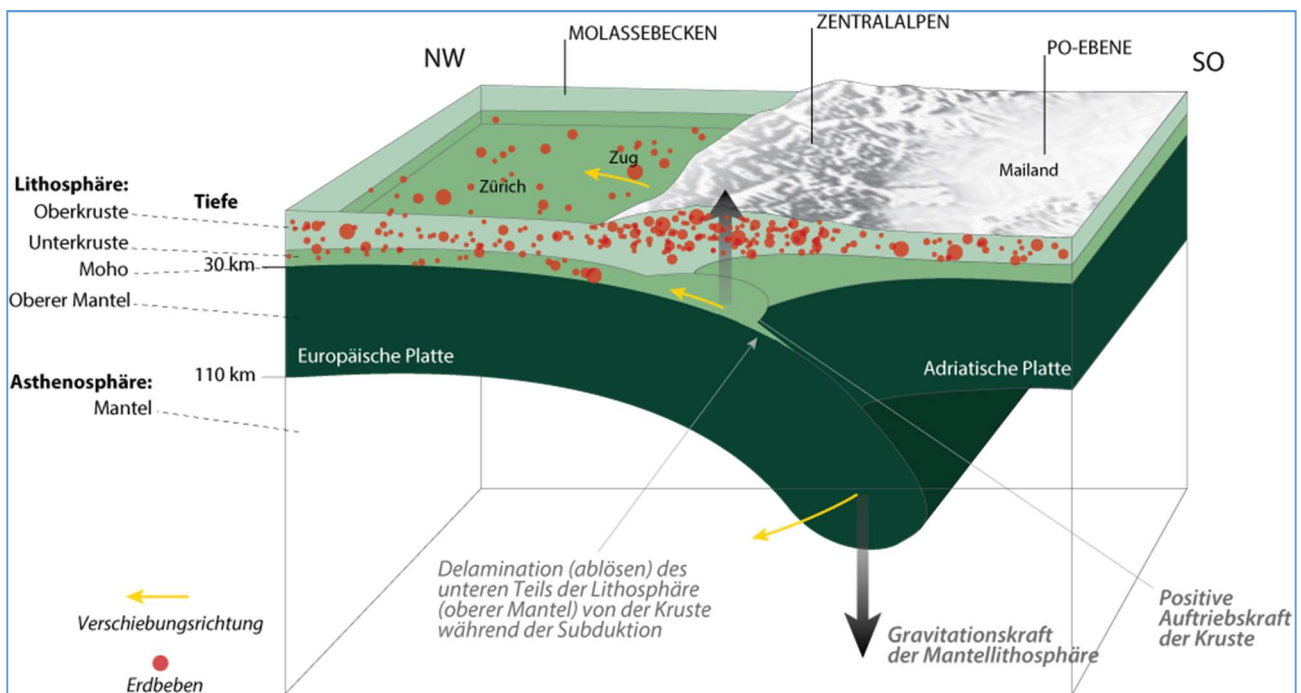 MOLASSEBECKEN
ZENTRALALPEN
PO-EBENE
NW
SO
Zug
Zürich
Mailand
Lithosphäre:
Tiefe
Oberkruste
Unterkruste
Moho
30 km
Oberer Mantel
Europäische Platte
Adriatische Platte
110 km
Asthenosphäre:
Mantel
Delamination (ablösen) des
unteren Teils der Lithosphäre
(oberer Mantel) von der Kruste
während der Subduktion
Gravitationskraft
der Mantellithosphäre
Positive
Auftriebskraft
der Kruste
Verschiebungsrichtung
Erdbeben